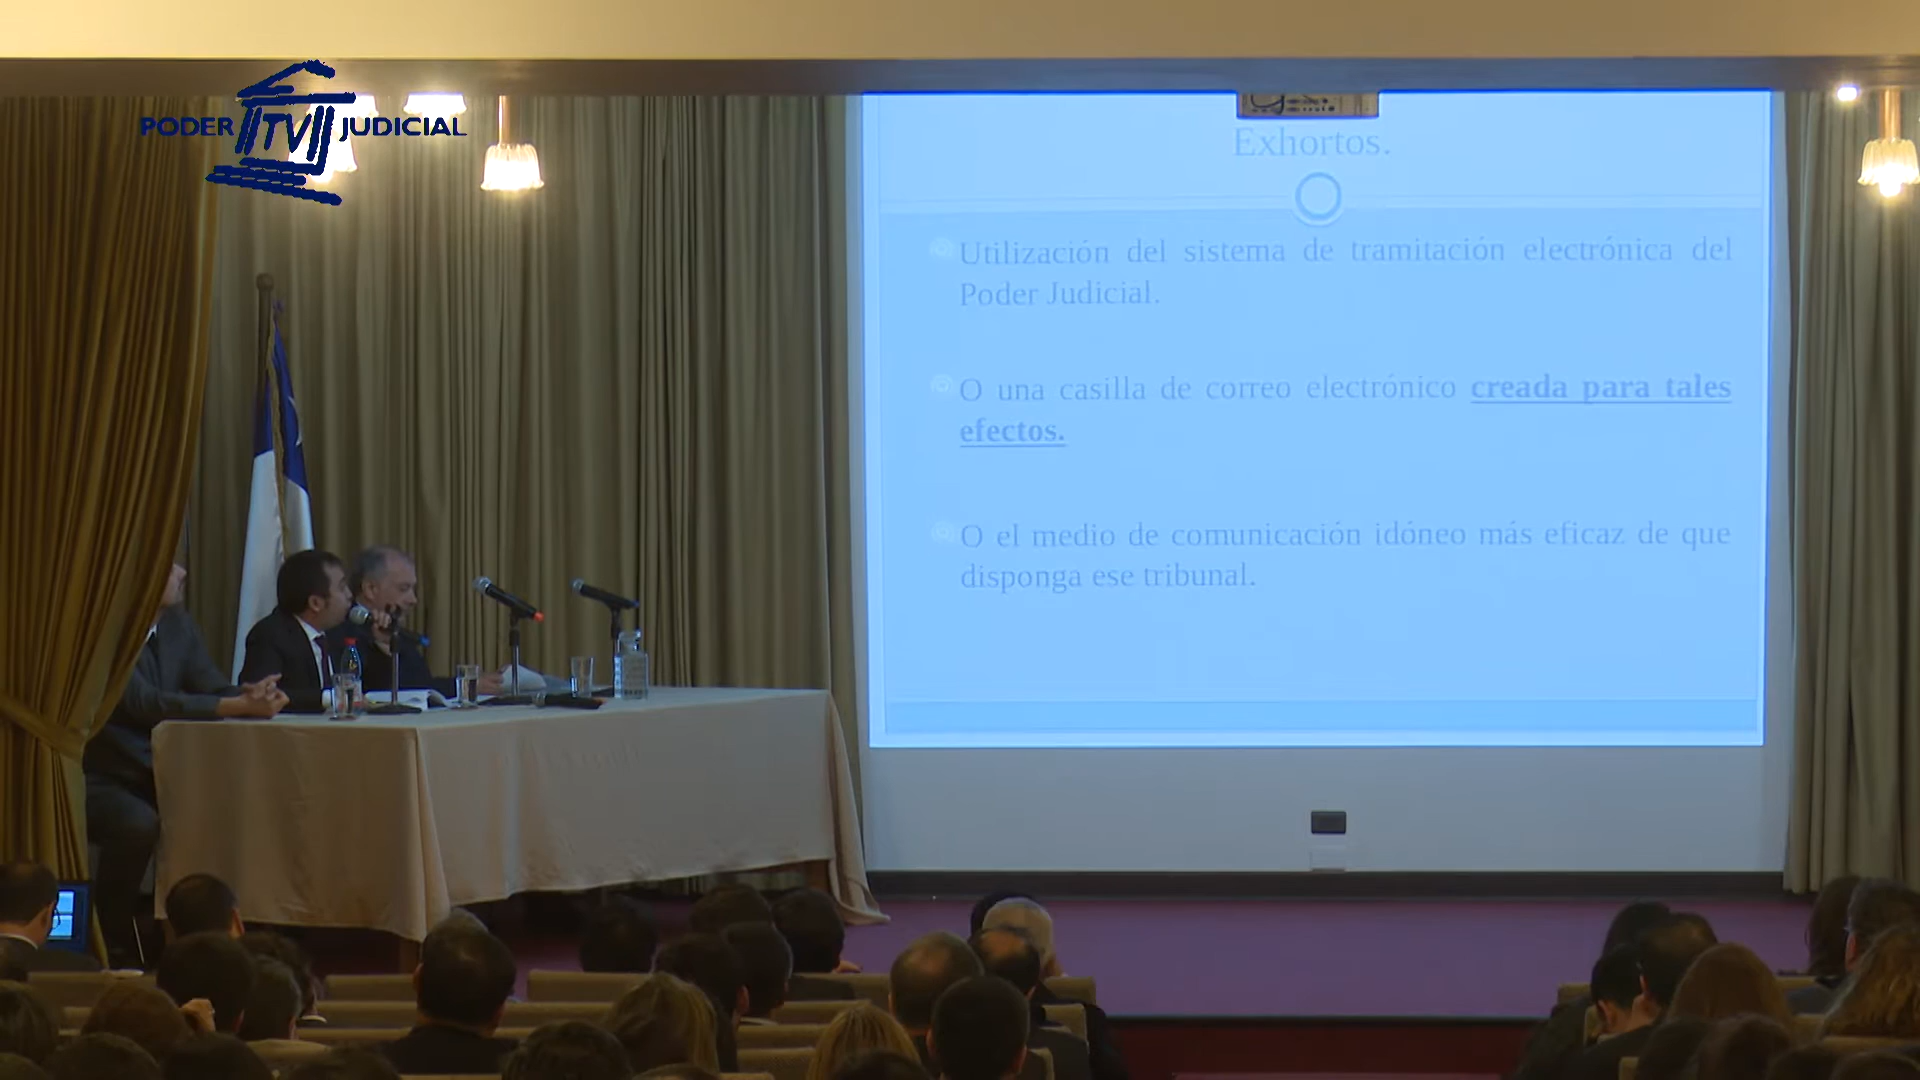 PODER TV JUDICIAL
Exhortos.
Utilización del sistema de tramitación electrónica del
Poder Judicial.
O una casilla de correo electrónico creada para tales
efectos.
O el medio de comunicación idóneo más eficaz de que
disponga ese tribunal.